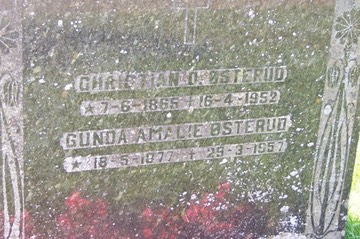 CHRISTIAN O. ØSTERUD
★ 7-6-1865 ✝ 16-4-1952
GUNDA AMALIE ØSTERUD
★ 18-5-1877 ✝ 29-3-1957